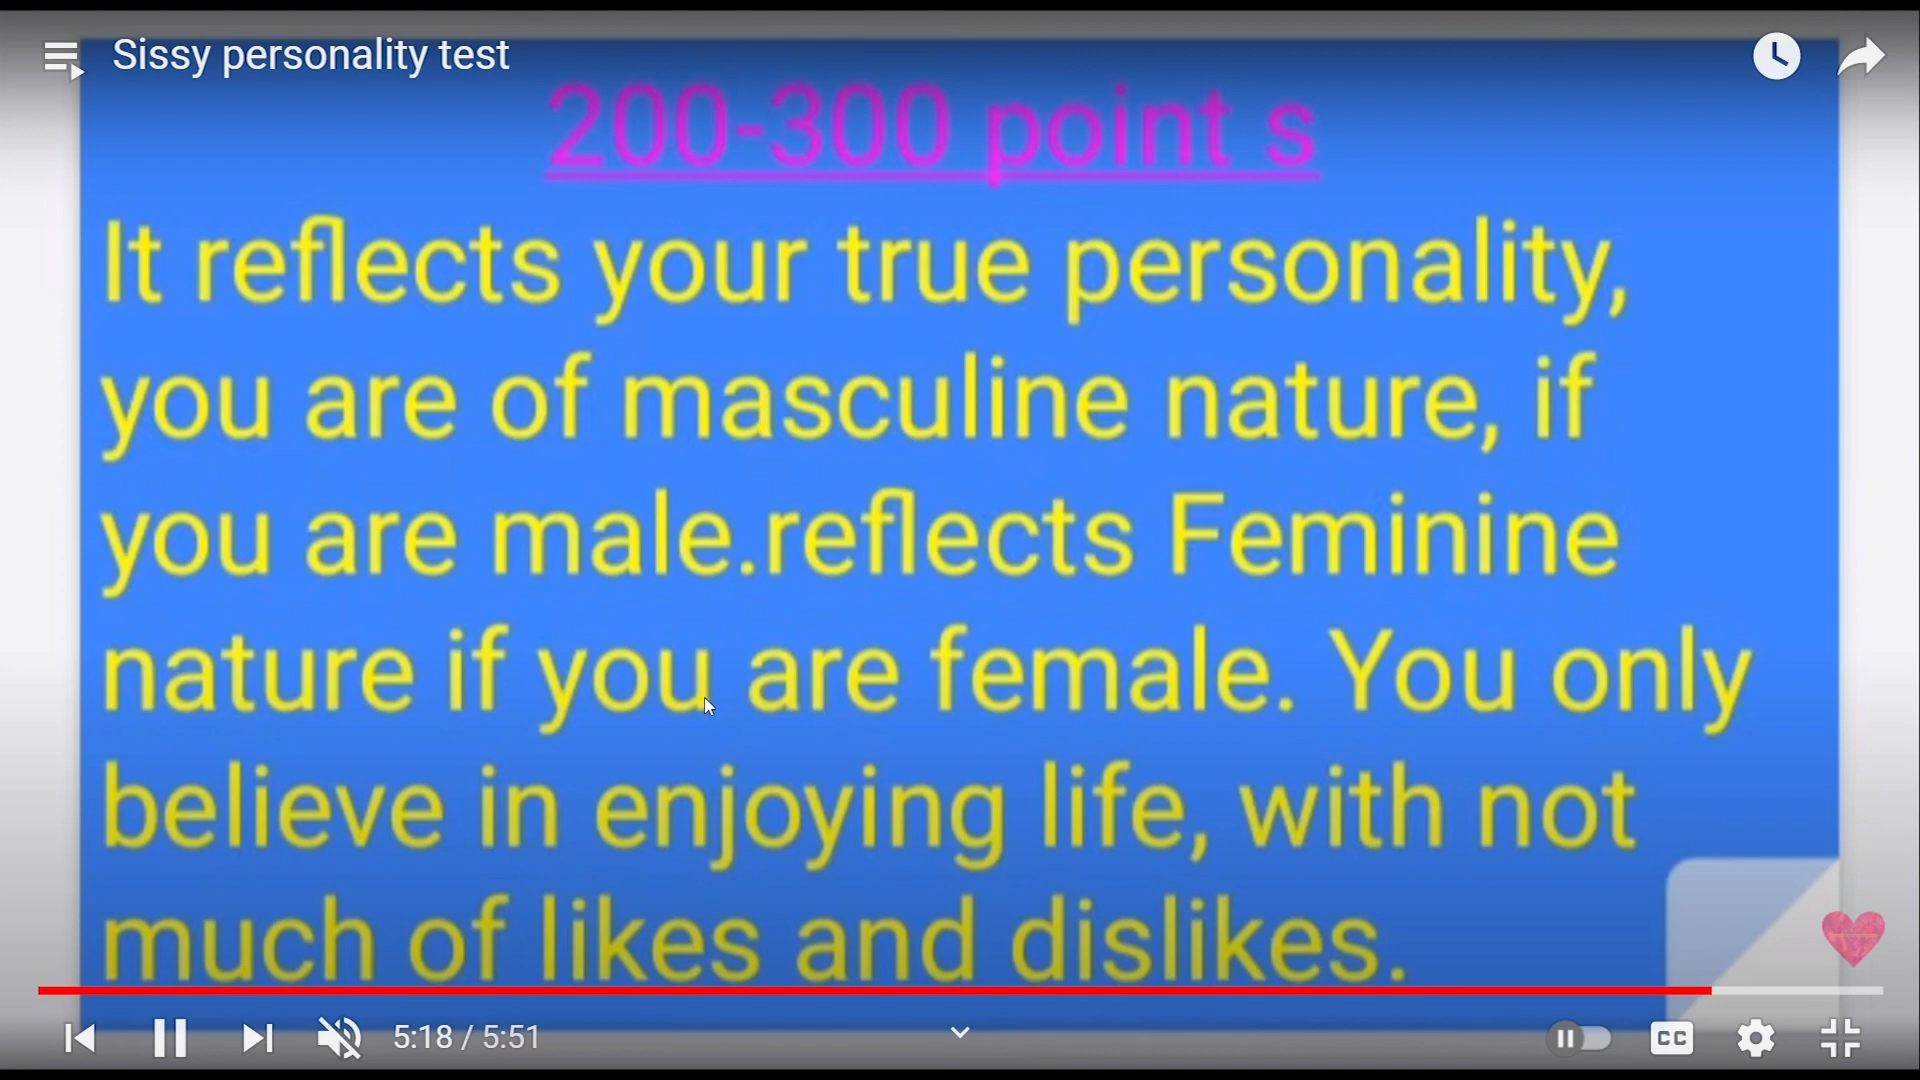 Sissy personality test
200-300 point s
It reflects your true personality,
you are of masculine nature, if
you are male.reflects Feminine
nature if you are female. You only
believe in enjoying life, with not
much of likes and dislikes.
5:18 / 5:51
CC